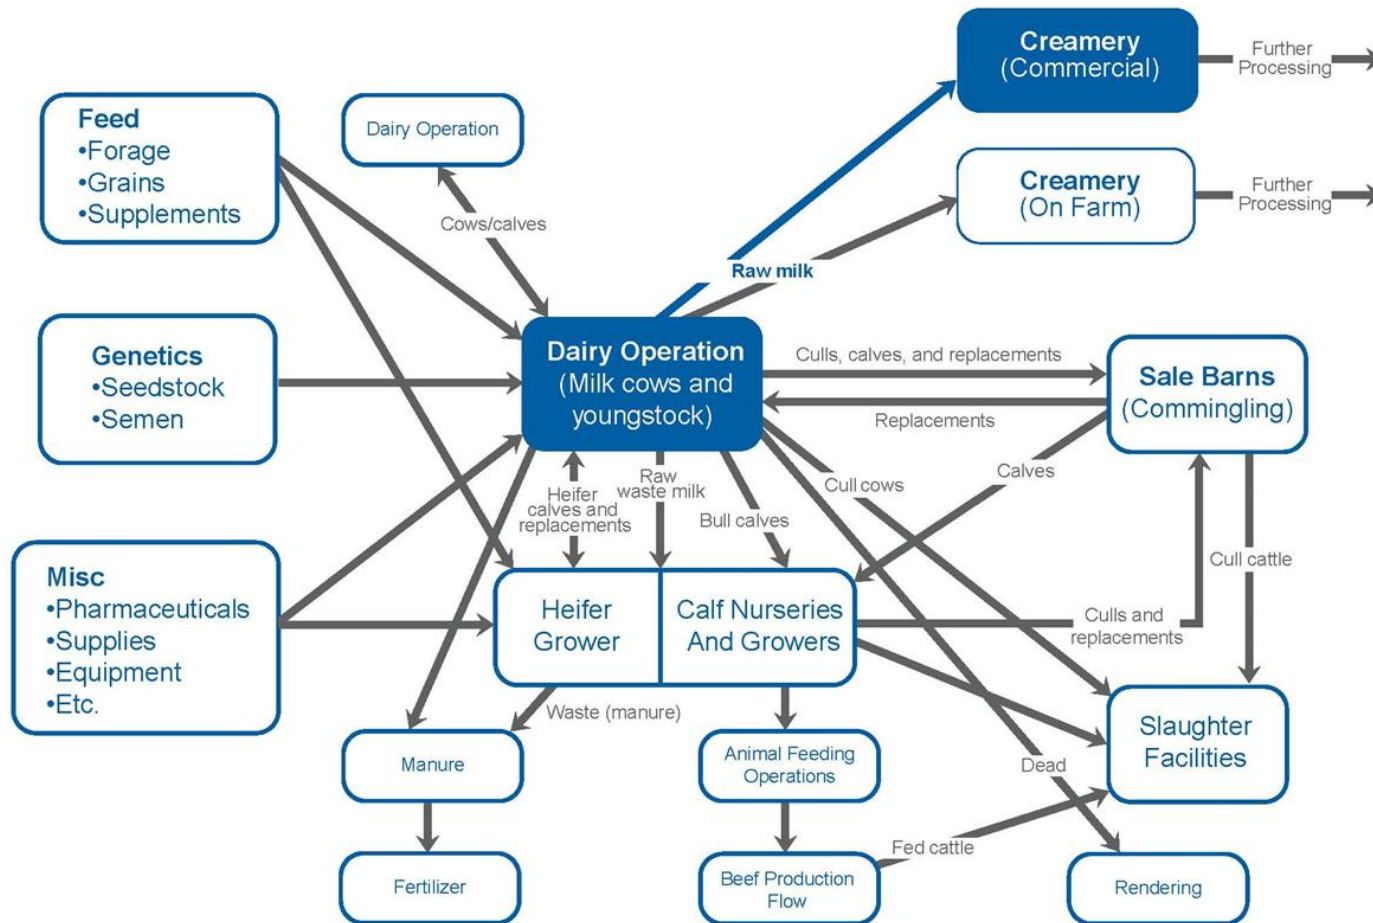 Creamery
(Commercial)
Further
Processing
Feed
•Forage
•Grains
•Supplements
Dairy Operation
Cows/calves
Creamery
(On Farm)
Further
Processing
Raw milk
Genetics
•Seedstock
•Semen
Dairy Operation
(Milk cows and
youngstock)
Culls, calves, and replacements
Replacements
Sale Barns
(Commingling)
Heifer
calves and
replacements
Raw
waste milk
Bull calves
Cull cows
Calves
Cull cattle
Misc
•Pharmaceuticals
•Supplies
•Equipment
•Etc.
Heifer
Grower
Calf Nurseries
And Growers
Culls and
replacements
Waste (manure)
Manure
Animal Feeding
Operations
Dead
Slaughter
Facilities
Fertilizer
Beef Production
Flow
Fed cattle
Rendering